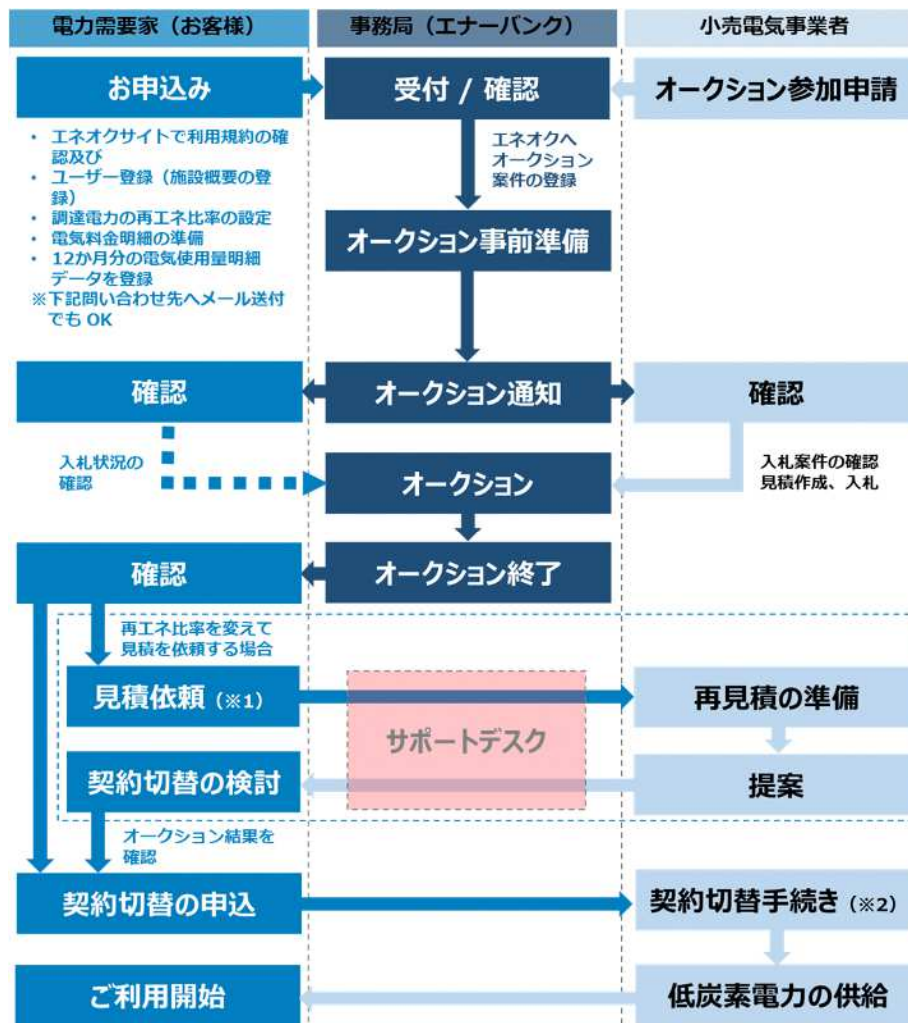 電力需要家（お客様）
事務局（エナーバンク）
小売電気事業者
お申込み
受付 / 確認
オークション参加申請
・ エネオクサイトで利用規約の確
認及び
・ ユーザー登録（施設概要の登
録）
・ 調達電力の再エネ比率の設定
・ 電気料金明細の準備
・ 12か月分の電気使用量明細
データを登録
※下記問い合わせ先へメール送付
でも OK
エネオクへ
オークション
案件の登録
オークション事前準備
確認
オークション通知
確認
入札状況の
確認
オークション
入札案件の確認
見積作成、入札
確認
オークション終了
再エネ比率を変えて
見積を依頼する場合
見積依頼（※1）
サポートデスク
再見積の準備
契約切替の検討
提案
オークション結果を
確認
契約切替の申込
契約切替手続き（※2）
ご利用開始
低炭素電力の供給